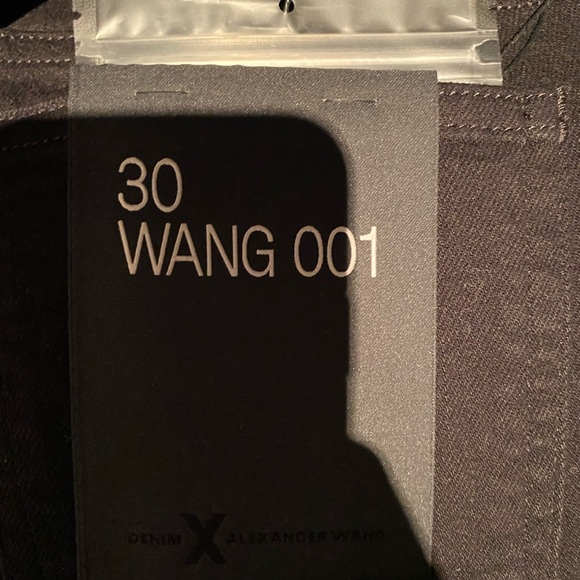 30
WANG 001
DENIM X ALEXANDER WANG